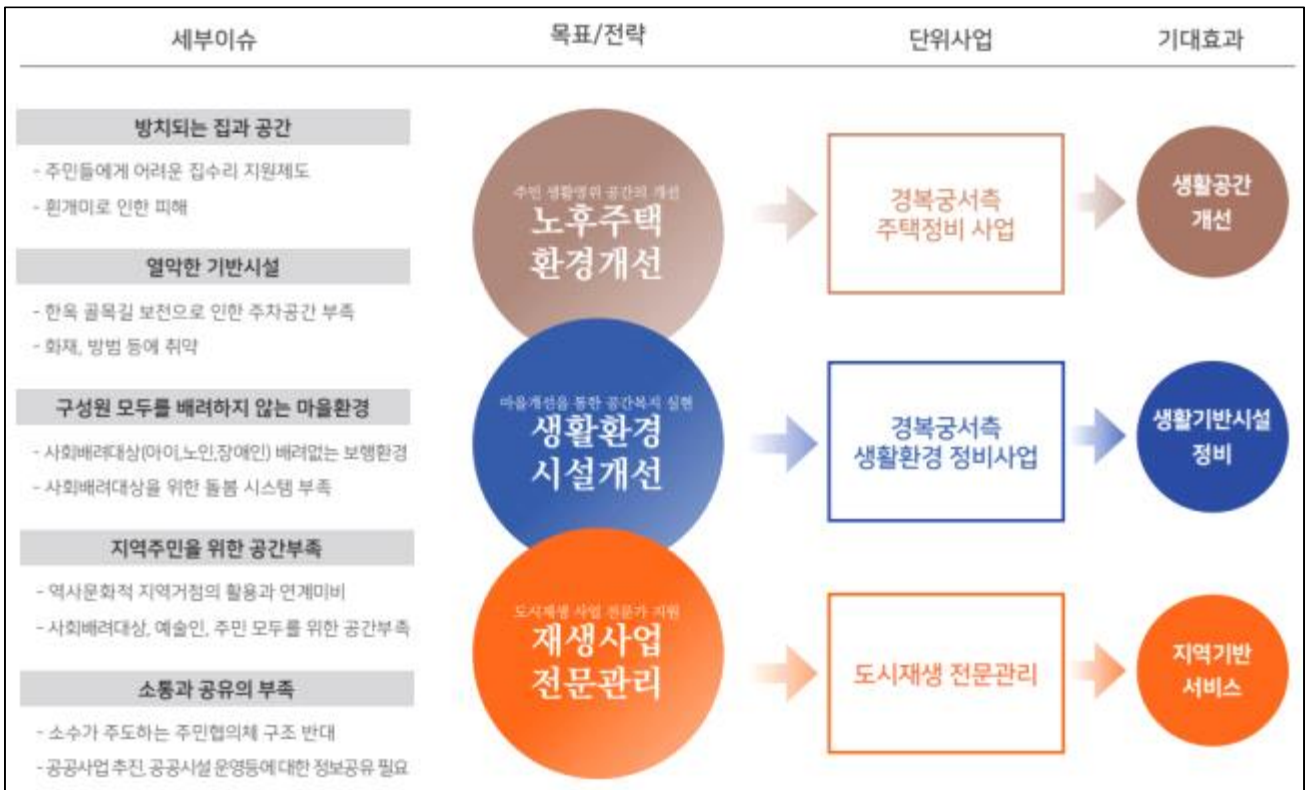 세부이슈
목표/전략
단위사업
기대효과
방치되는 집과 공간
- 주민들에게 어려운 집수리 지원제도
- 흰개미로 인한 피해
열악한 기반시설
- 한옥 골목길 보전으로 인한 주차공간 부족
- 화재, 방범 등에 취약
구성원 모두를 배려하지 않는 마을환경
- 사회배려대상(아이,노인,장애인) 배려없는 보행환경
- 사회배려대상을 위한 돌봄 시스템 부족
지역주민을 위한 공간부족
- 역사문화적 지역거점의 활용과 연계미비
- 사회배려대상, 예술인, 주민 모두를 위한 공간부족
소통과 공유의 부족
- 소수가 주도하는 주민협의체 구조 반대
- 공공사업 추진, 공공시설 운영등에 대한 정보공유 필요
주민 생활영위 공간의 개선
노후주택
환경개선
마을개선을 통한 공간복지 실현
생활환경
시설개선
도시재생 사업 전문가 지원
재생사업
전문관리
경복궁서측
주택정비 사업
경복궁서측
생활환경 정비사업
도시재생 전문관리
생활공간
개선
생활기반시설
정비
지역기반
서비스